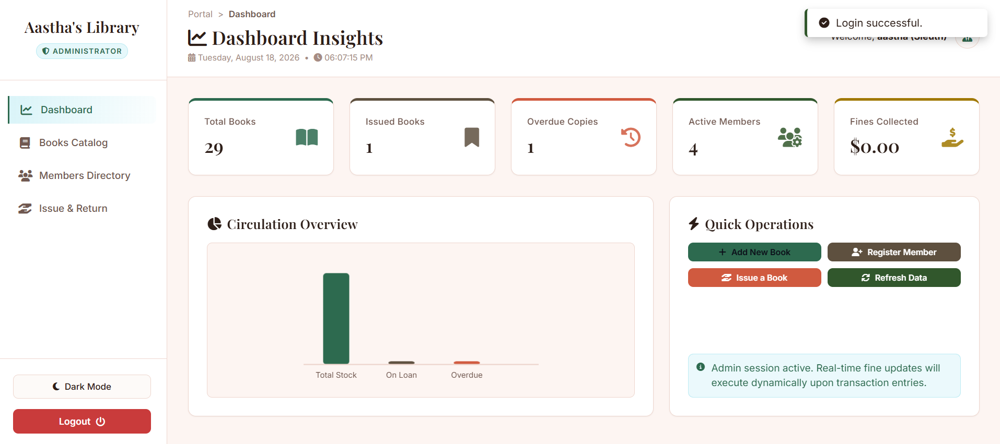 Aastha's Library
ADMINISTRATOR
Dashboard
Books Catalog
Members Directory
Issue & Return
Dark Mode
Logout
Portal > Dashboard
Dashboard Insights
Tuesday, August 18, 2026 • 06:07:15 PM
Login successful.
Welcome, aastha (Sleuth)
Total Books
29
Issued Books
1
Overdue Copies
1
Active Members
4
Fines Collected
$0.00
Circulation Overview
Total Stock
On Loan
Overdue
Quick Operations
Add New Book
Register Member
Issue a Book
Refresh Data
Admin session active. Real-time fine updates will
execute dynamically upon transaction entries.